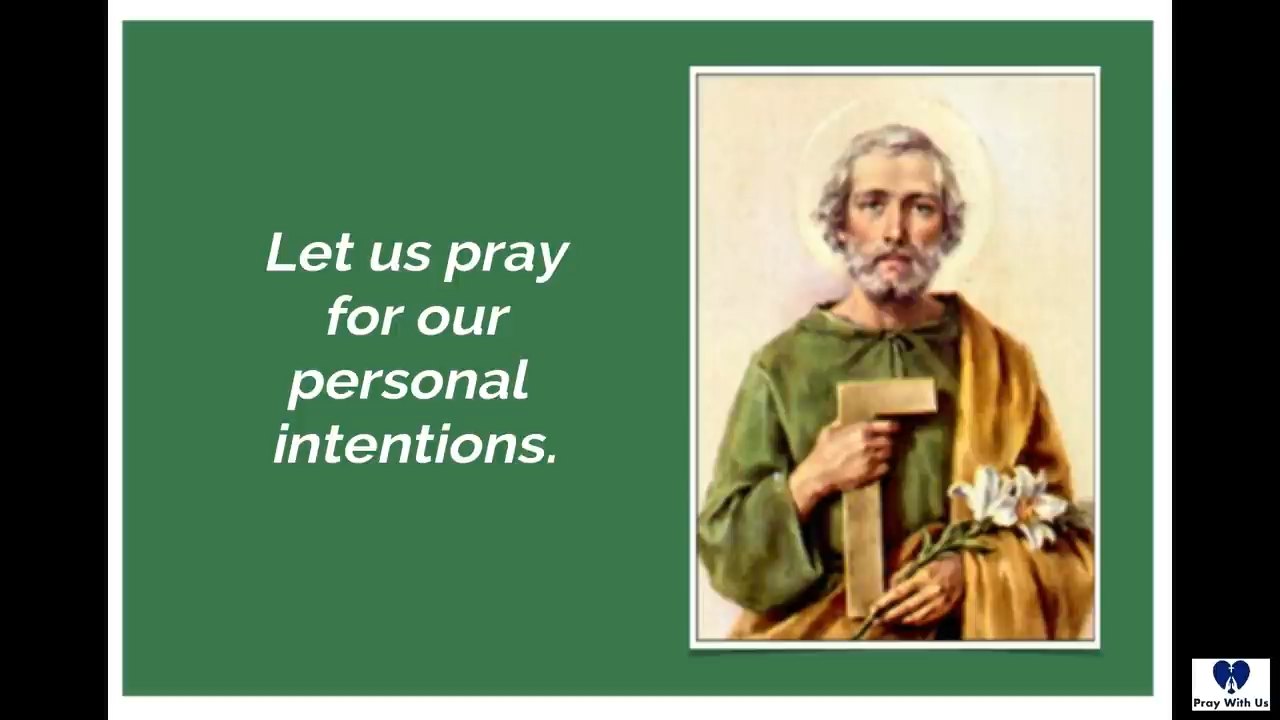 Let us pray
for our
personal
intentions.
Pray With Us